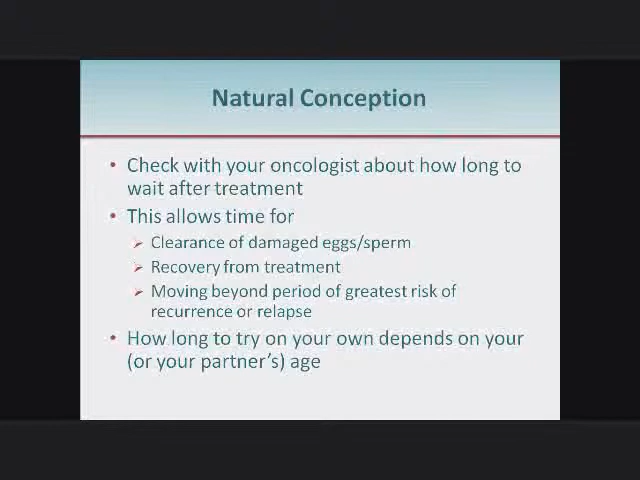 Natural Conception
• Check with your oncologist about how long to
wait after treatment
• This allows time for
➢ Clearance of damaged eggs/sperm
➢ Recovery from treatment
➢ Moving beyond period of greatest risk of
recurrence or relapse
• How long to try on your own depends on your
(or your partner's) age